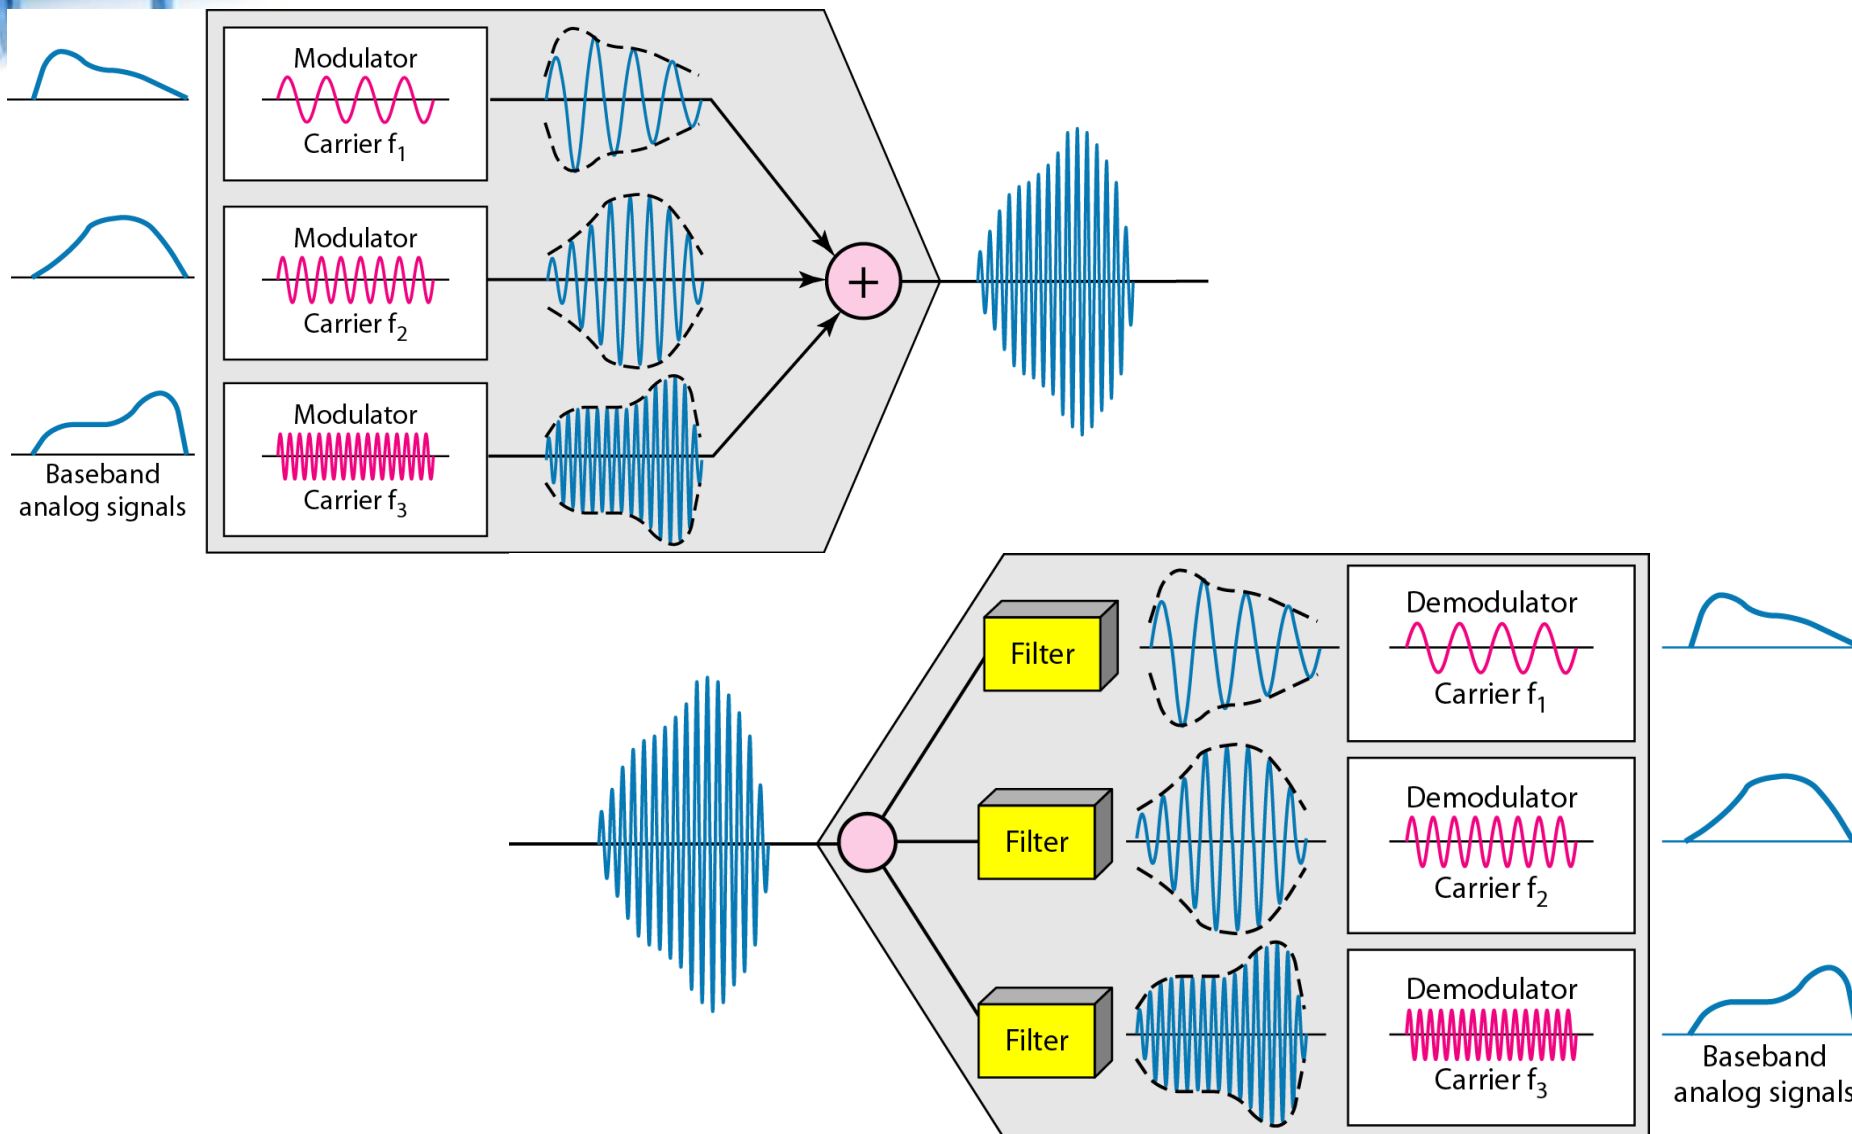 Modulator
Carrier f₁
Modulator
Carrier f₂
Modulator
Carrier f₃
Baseband
analog signals
+
Filter
Demodulator
Carrier f₁
Filter
Demodulator
Carrier f₂
Filter
Demodulator
Carrier f₃
Baseband
analog signals